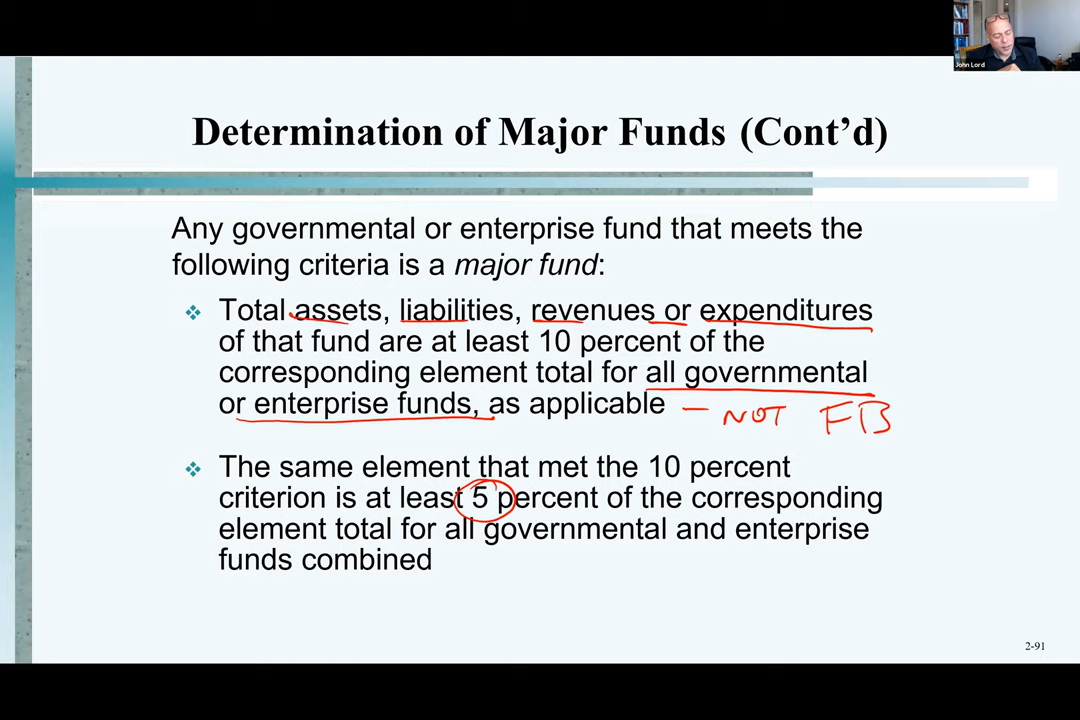 John Lord
Determination of Major Funds (Cont’d)
Any governmental or enterprise fund that meets the
following criteria is a major fund:
Total assets, liabilities, revenues or expenditures
of that fund are at least 10 percent of the
corresponding element total for all governmental
or enterprise funds, as applicable – NOT FB
The same element that met the 10 percent
criterion is at least 5 percent of the corresponding
element total for all governmental and enterprise
funds combined
2-91